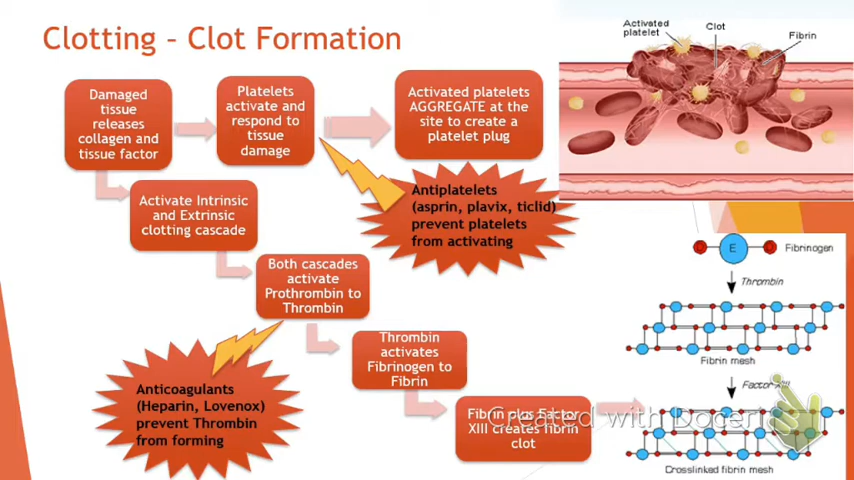 Clotting – Clot Formation
Damaged
tissue
releases
collagen and
tissue factor
Platelets
activate and
respond to
tissue
damage
Activated platelets
AGGREGATE at the
site to create a
platelet plug
Activated
platelet
Clot
Fibrin
Activate Intrinsic
and Extrinsic
clotting cascade
Antiplatelets
(asprin, plavix, ticlid)
prevent platelets
from activating
Both cascades
activate
Prothrombin to
Thrombin
Anticoagulants
(Heparin, Lovenox)
prevent Thrombin
from forming
Thrombin
activates
Fibrinogen to
Fibrin
Fibrin plus Factor
XIII creates fibrin
clot
E
Fibrinogen
Thrombin
Fibrin mesh
Factor XIII
Crosslinked fibrin mesh
Created with Doceri